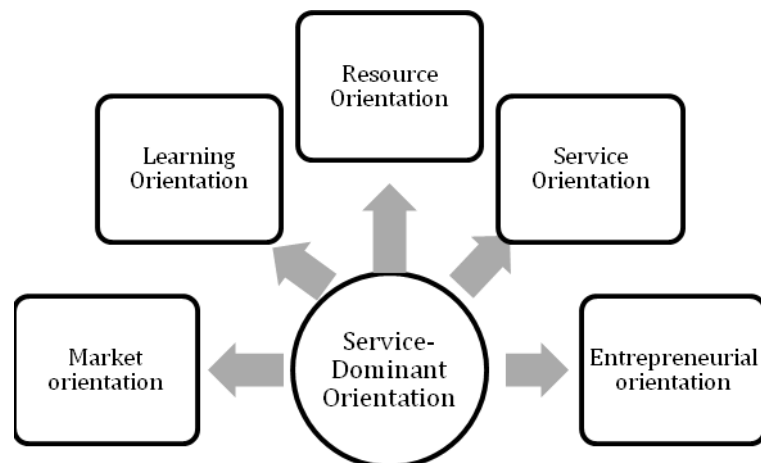 Resource
Orientation
Learning
Orientation
Service
Orientation
Market
orientation
Service-
Dominant
Orientation
Entrepreneurial
orientation